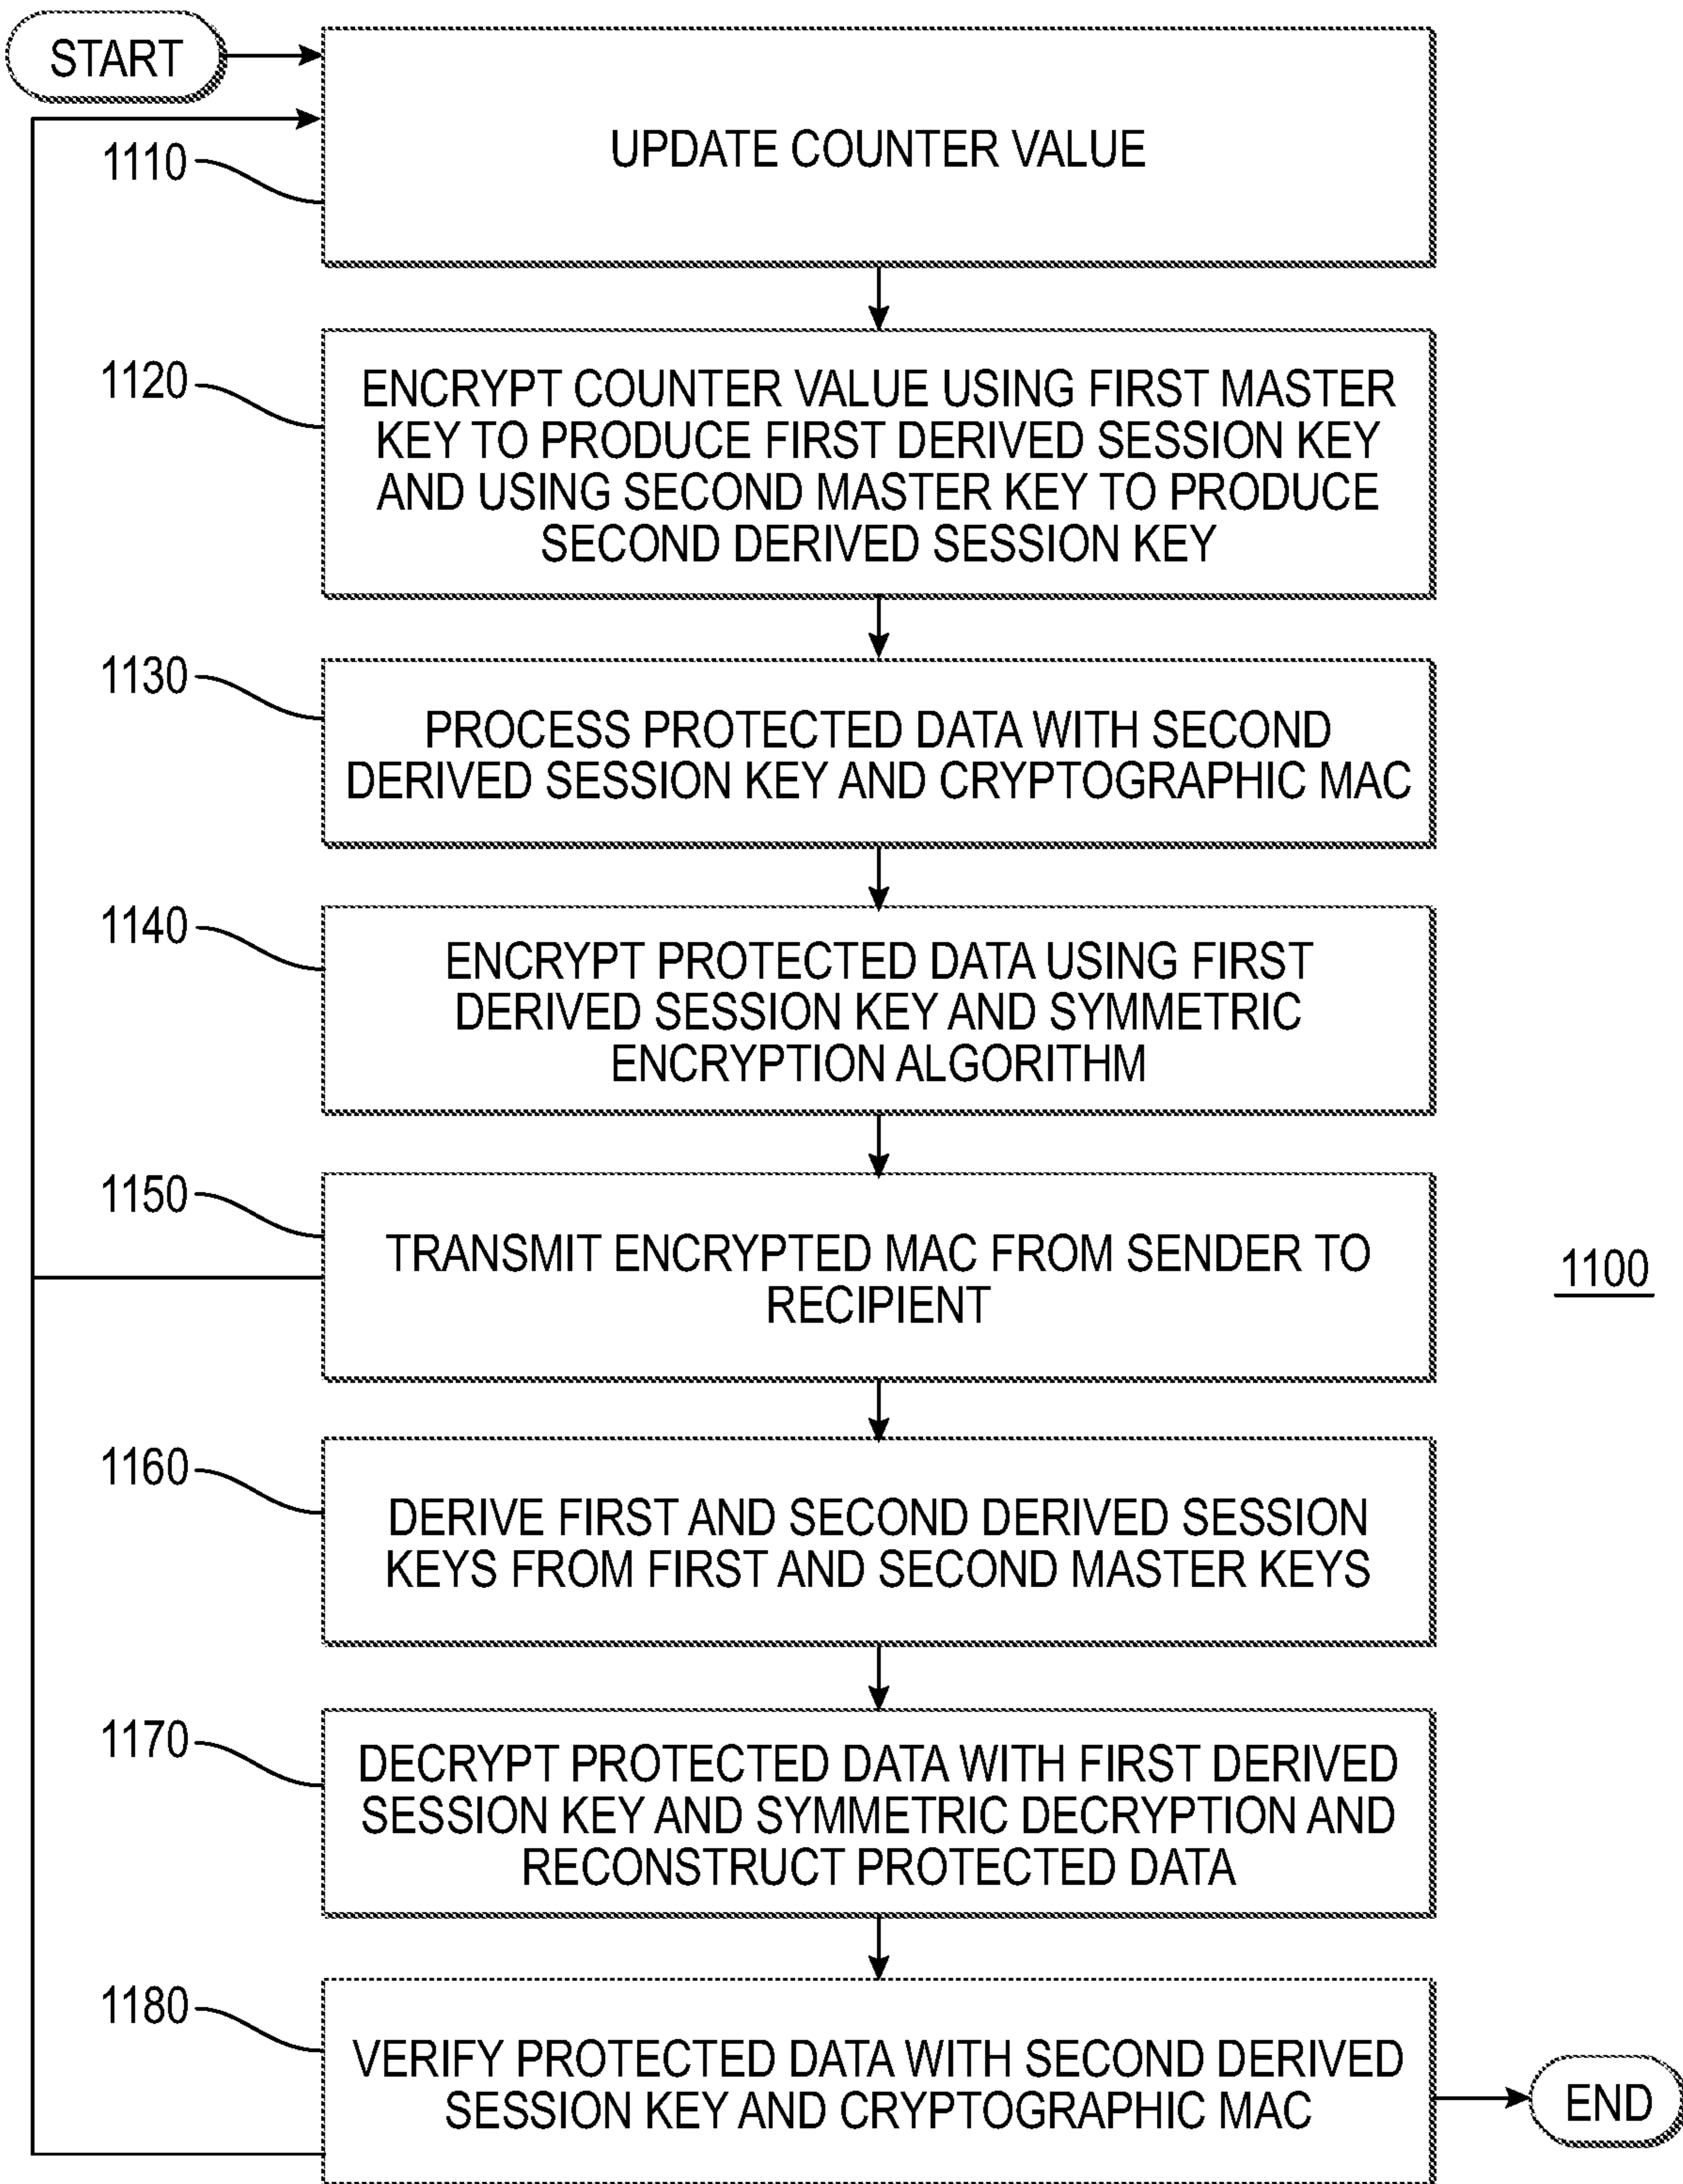 START
UPDATE COUNTER VALUE
1110
1120
ENCRYPT COUNTER VALUE USING FIRST MASTER
KEY TO PRODUCE FIRST DERIVED SESSION KEY
AND USING SECOND MASTER KEY TO PRODUCE
SECOND DERIVED SESSION KEY
1130
PROCESS PROTECTED DATA WITH SECOND
DERIVED SESSION KEY AND CRYPTOGRAPHIC MAC
1140
ENCRYPT PROTECTED DATA USING FIRST
DERIVED SESSION KEY AND SYMMETRIC
ENCRYPTION ALGORITHM
1150
TRANSMIT ENCRYPTED MAC FROM SENDER TO
RECIPIENT
1100
1160
DERIVE FIRST AND SECOND DERIVED SESSION
KEYS FROM FIRST AND SECOND MASTER KEYS
1170
DECRYPT PROTECTED DATA WITH FIRST DERIVED
SESSION KEY AND SYMMETRIC DECRYPTION AND
RECONSTRUCT PROTECTED DATA
1180
VERIFY PROTECTED DATA WITH SECOND DERIVED
SESSION KEY AND CRYPTOGRAPHIC MAC
END